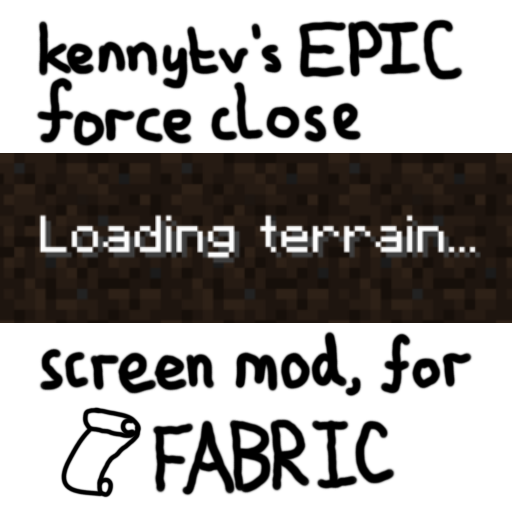 kennytv's EPIC
force close
Loading terrain...
screen mod, for
FABRIC